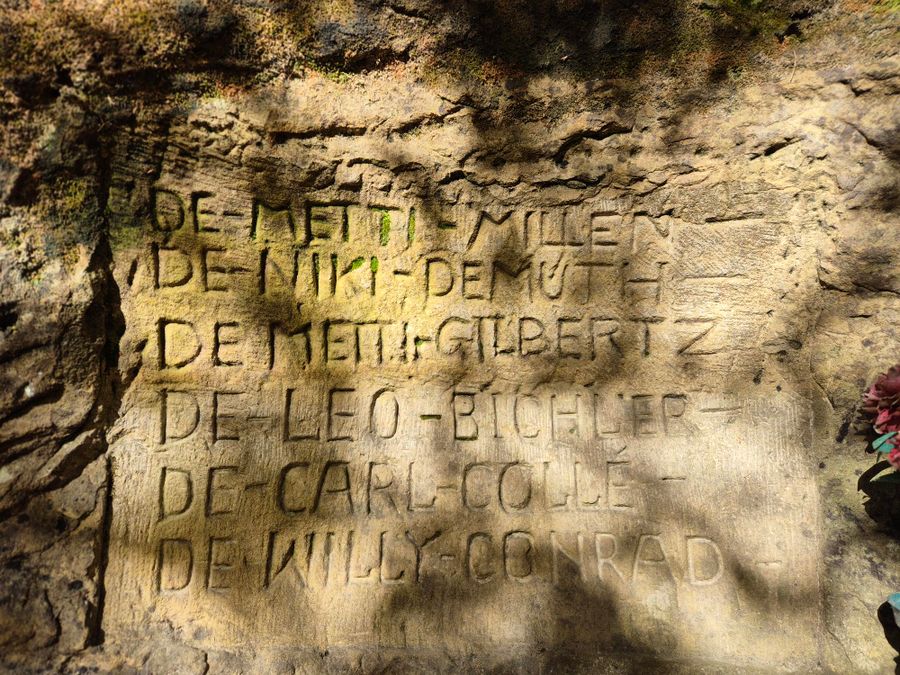 DE-METTI-MILLEN
DE-NIKI-DEMUTH-
DE METTI-GILBERTZ
DE-LEO-BICHLER-
DE-CARL-COLLÉ-
DE-WILLY-CONRAD-